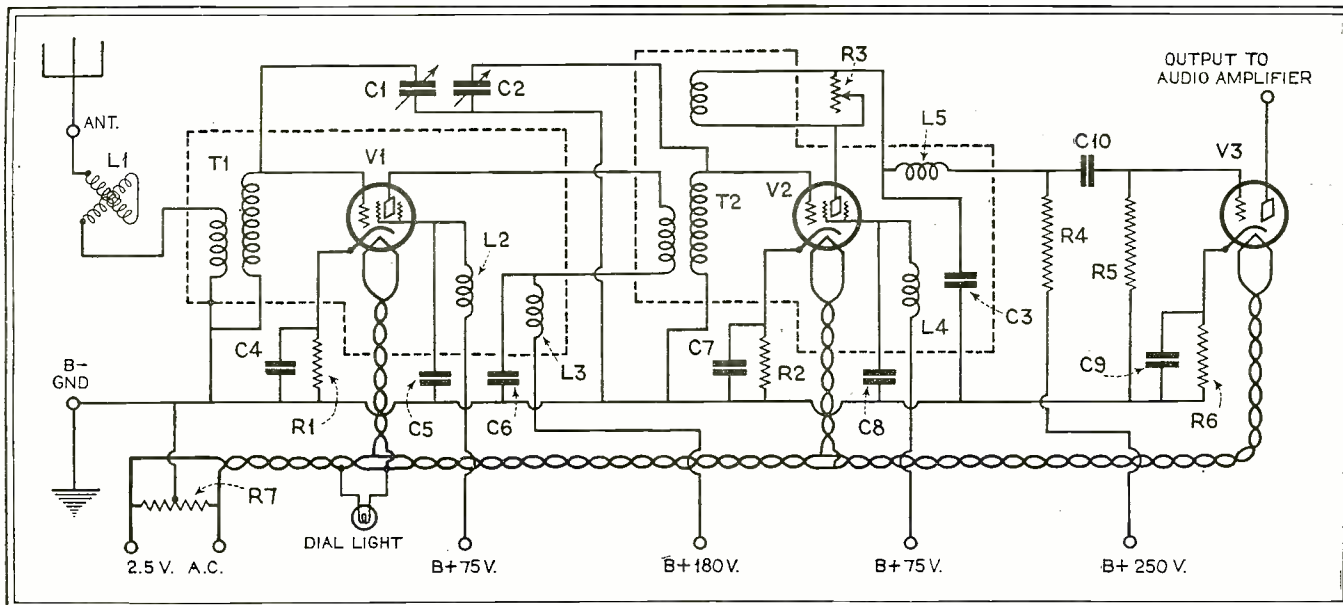 ANT.
L1
T1
C1
C2
V1
L2
L3
R3
OUTPUT TO
AUDIO AMPLIFIER
L5
C10
V3
T2
V2
R4
R5
L4
C3
B-
GND
C4
R1
C5
C6
C7
R2
C8
C9
R6
R7
DIAL LIGHT
2.5 V. A.C.
B+75 V.
B+180 V.
B+75 V.
B+250 V.